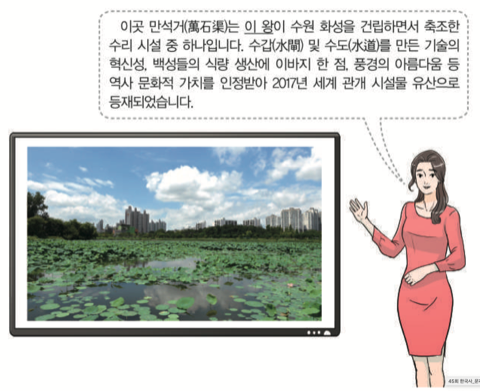 이곳 만석거(萬石渠)는 이 왕이 수원 화성을 건립하면서 축조한
수리 시설 중 하나입니다. 수갑(水閘) 및 수도(水道)를 만든 기술의
혁신성, 백성들의 식량 생산에 이바지 한 점, 풍경의 아름다움 등
역사 문화적 가치를 인정받아 2017년 세계 관개 시설물 유산으로
등재되었습니다.